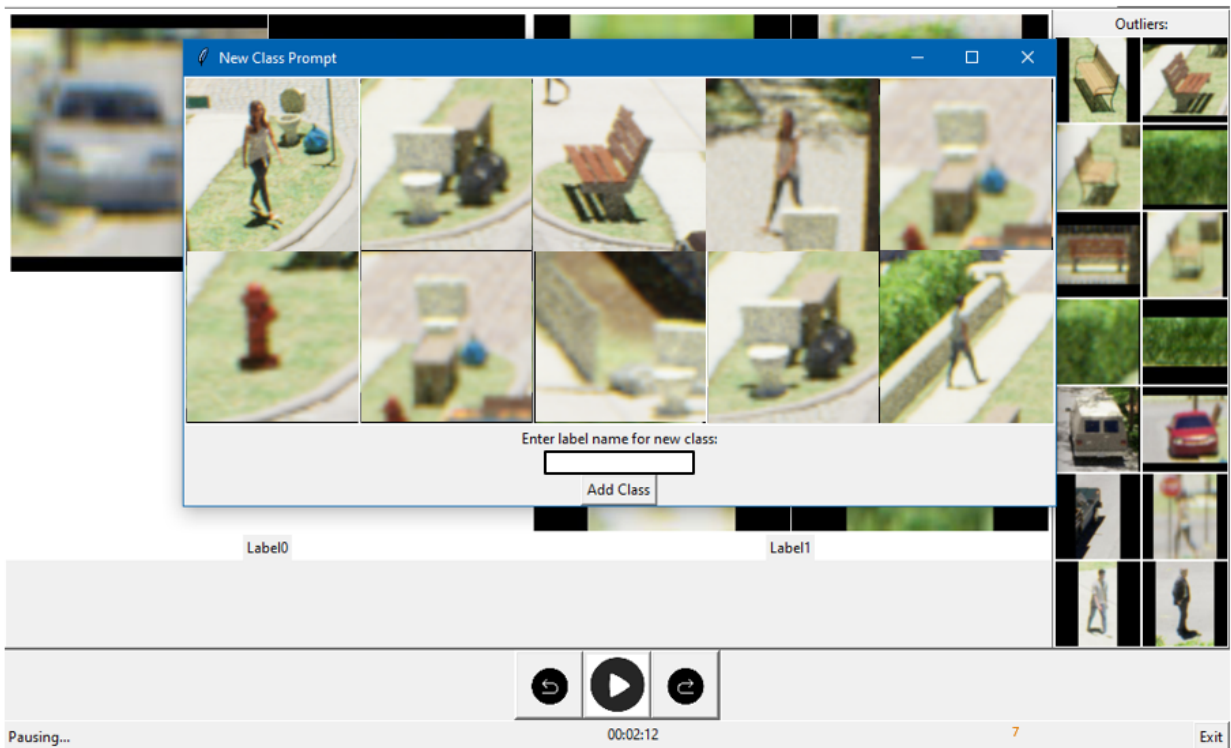 Outliers:
New Class Prompt
Enter label name for new class:
Add Class
Label0
Label1
Pausing...
00:02:12
7
Exit